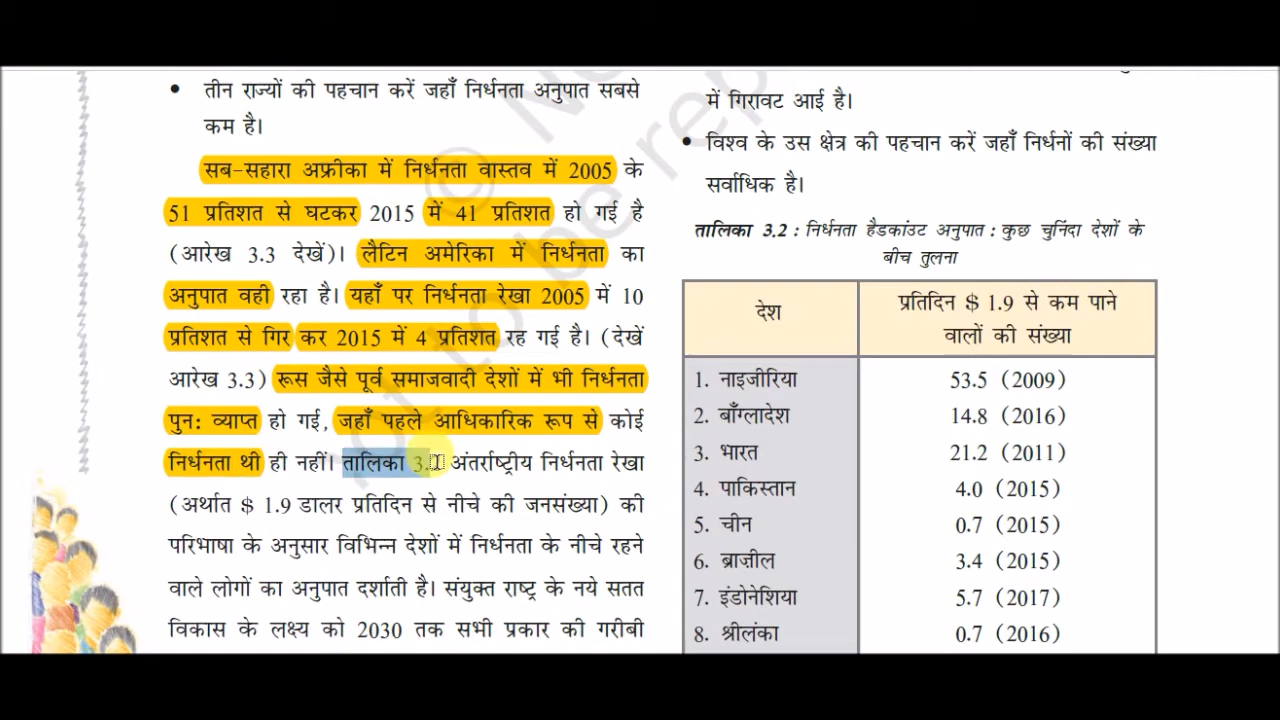 • तीन राज्यों की पहचान करें जहाँ निर्धनता अनुपात सबसे
कम है।
सब-सहारा अफ्रीका में निर्धनता वास्तव में 2005 के
51 प्रतिशत से घटकर 2015 में 41 प्रतिशत हो गई है
(आरेख 3.3 देखें)। लैटिन अमेरिका में निर्धनता का
अनुपात वही रहा है। यहाँ पर निर्धनता रेखा 2005 में 10
प्रतिशत से गिर कर 2015 में 4 प्रतिशत रह गई है। (देखें
आरेख 3.3) रूस जैसे पूर्व समाजवादी देशों में भी निर्धनता
पुन: व्याप्त हो गई, जहाँ पहले आधिकारिक रूप से कोई
निर्धनता थी ही नहीं। तालिका 3. अंतर्राष्ट्रीय निर्धनता रेखा
(अर्थात $ 1.9 डालर प्रतिदिन से नीचे की जनसंख्या) की
परिभाषा के अनुसार विभिन्न देशों में निर्धनता के नीचे रहने
वाले लोगों का अनुपात दर्शाती है। संयुक्त राष्ट्र के नये सतत
विकास के लक्ष्य को 2030 तक सभी प्रकार की गरीबी
में गिरावट आई है।
• विश्व के उस क्षेत्र की पहचान करें जहाँ निर्धनों की संख्या
सर्वाधिक है।
तालिका 3.2 : निर्धनता हैडकांउट अनुपात : कुछ चुनिंदा देशों के
बीच तुलना
देश प्रतिदिन $ 1.9 से कम पाने
वालों की संख्या
1. नाइजीरिया 53.5 (2009)
2. बाँग्लादेश 14.8 (2016)
3. भारत 21.2 (2011)
4. पाकिस्तान 4.0 (2015)
5. चीन 0.7 (2015)
6. ब्राज़ील 3.4 (2015)
7. इंडोनेशिया 5.7 (2017)
8. श्रीलंका 0.7 (2016)
© N
not to be rep